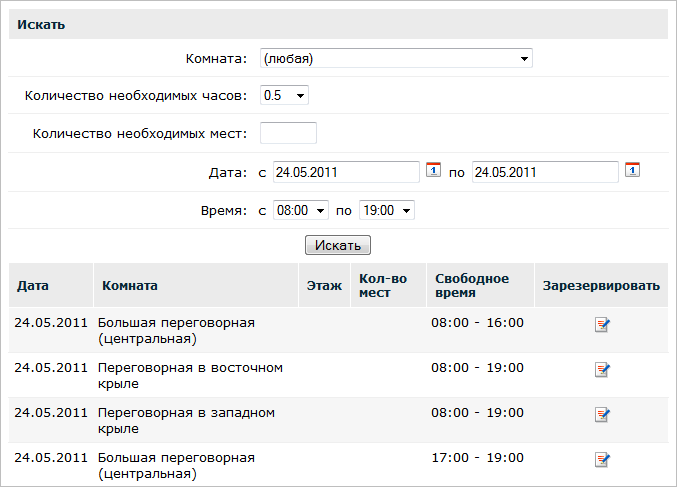 Искать
Комната: (любая)
Количество необходимых часов: 0.5
Количество необходимых мест:
Дата: с 24.05.2011 1 по 24.05.2011 1
Время: с 08:00 по 19:00
Искать
Дата Комната Этаж Кол-во мест Свободное время Зарезервировать
24.05.2011 Большая переговорная (центральная) 08:00 - 16:00
24.05.2011 Переговорная в восточном крыле 08:00 - 19:00
24.05.2011 Переговорная в западном крыле 08:00 - 19:00
24.05.2011 Большая переговорная (центральная) 17:00 - 19:00